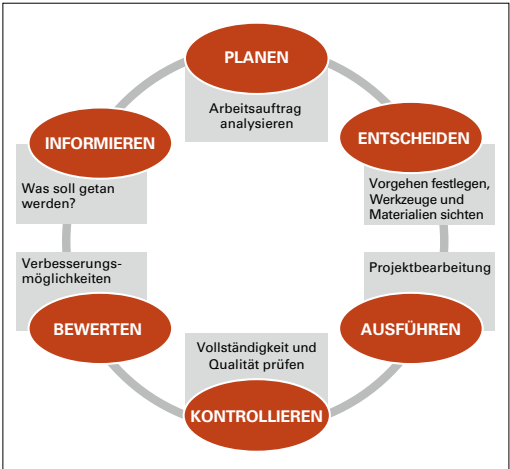 PLANEN
Arbeitsauftrag
analysieren
ENTSCHEIDEN
Vorgehen festlegen,
Werkzeuge und
Materialien sichten
Projektbearbeitung
AUSFÜHREN
Vollständigkeit und
Qualität prüfen
KONTROLLIEREN
Verbesserungs-
möglichkeiten
BEWERTEN
INFORMIEREN
Was soll getan
werden?